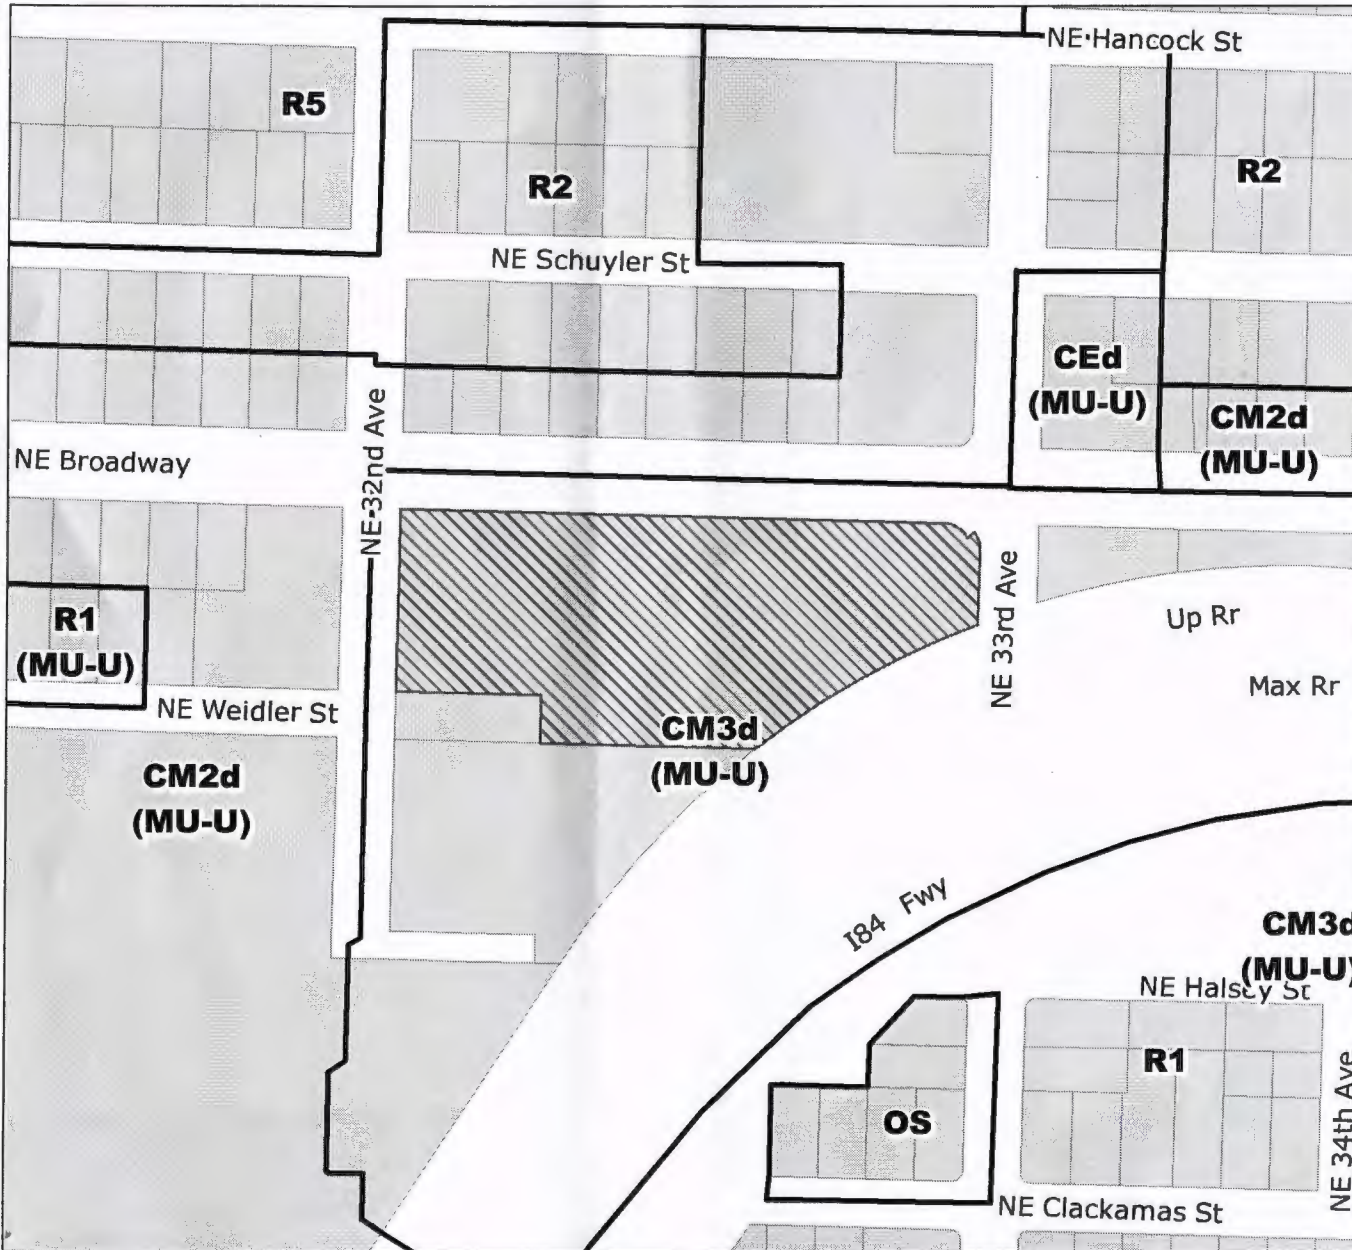 NE Hancock St
R5
R2
R2
NE Schuyler St
CEd
(MU-U)
CM2d
(MU-U)
NE Broadway
NE 32nd Ave
NE 33rd Ave
R1
(MU-U)
Up Rr
Max Rr
NE Weidler St
CM3d
(MU-U)
CM2d
(MU-U)
I84 Fwy
CM3d
(MU-U)
NE Halsey St
R1
OS
NE 34th Ave
NE Clackamas St